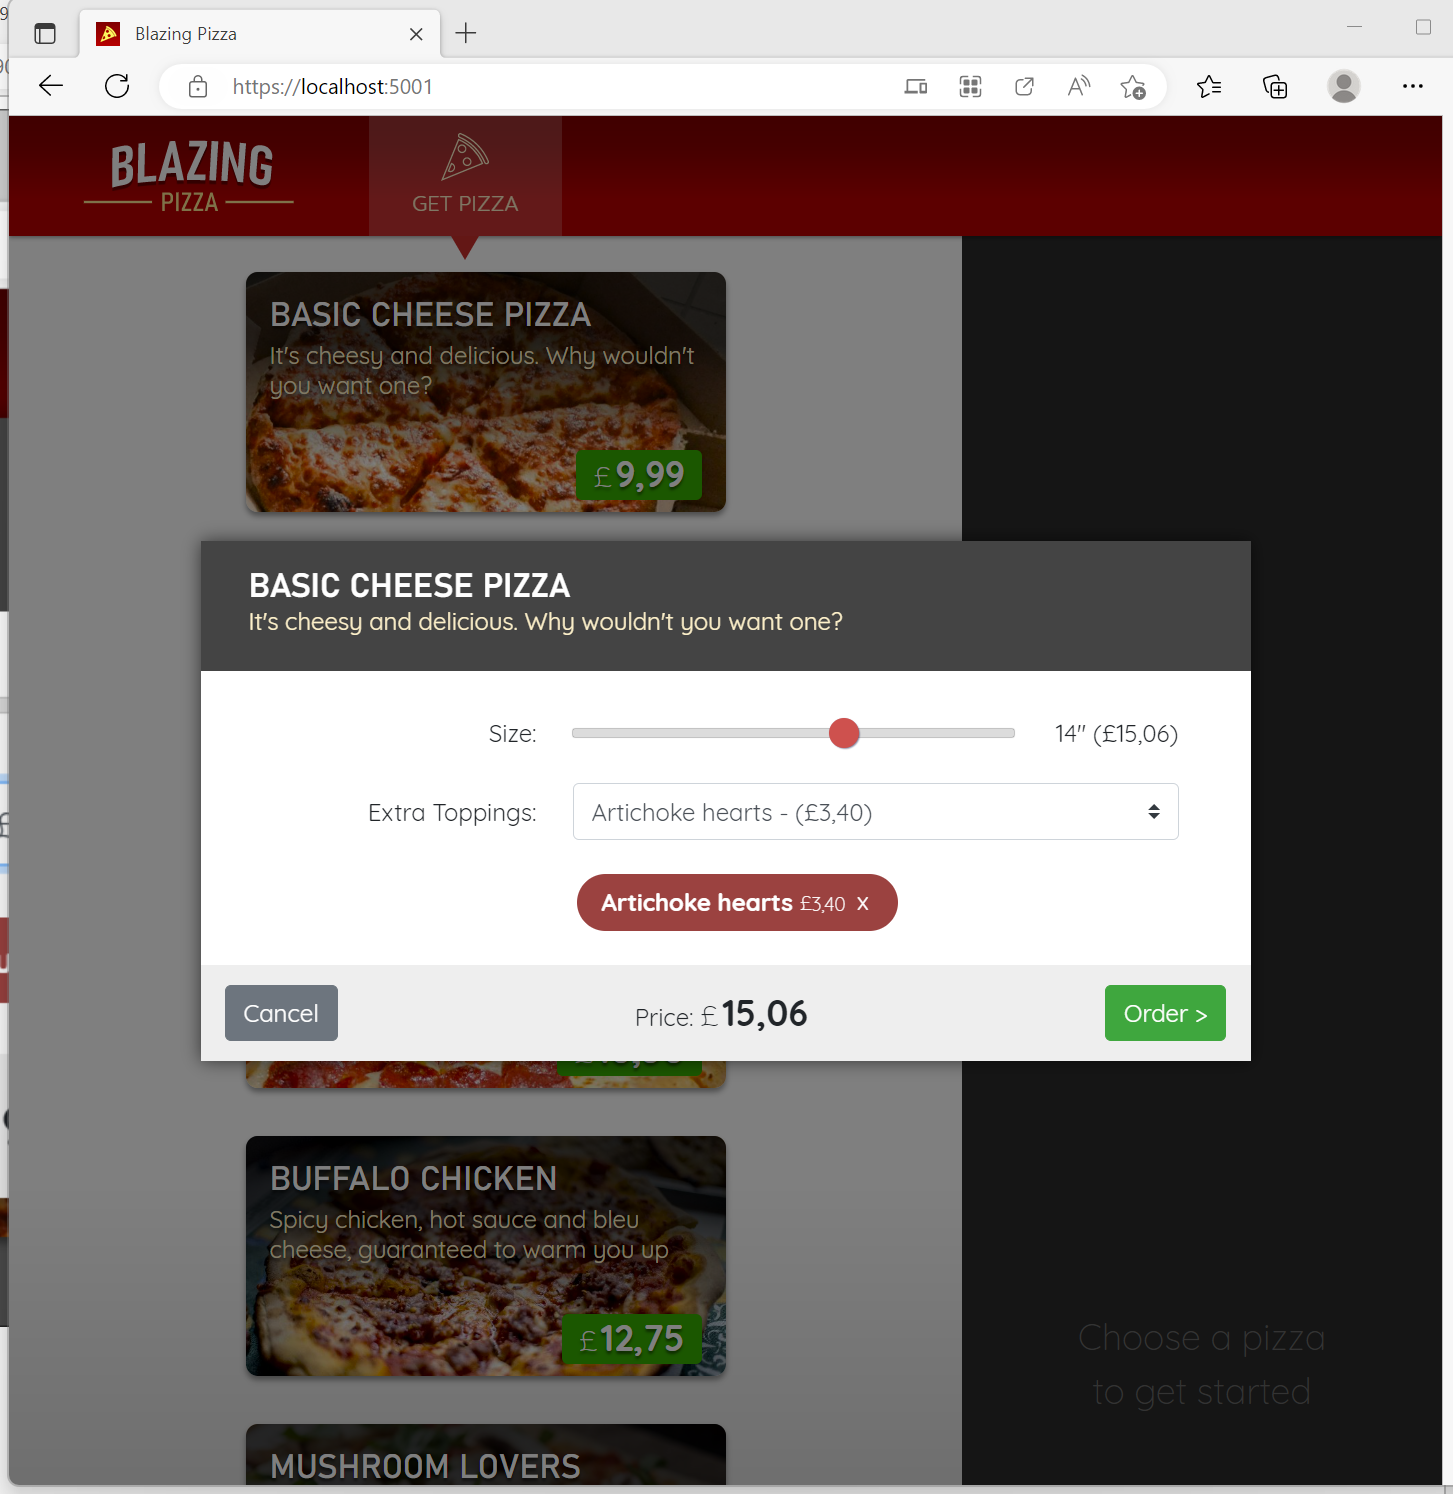 Blazing Pizza
https://localhost:5001
BLAZING
PIZZA
GET PIZZA
BASIC CHEESE PIZZA
It's cheesy and delicious. Why wouldn't
you want one?
£9,99
BASIC CHEESE PIZZA
It's cheesy and delicious. Why wouldn't you want one?
Size:
14" (£15,06)
Extra Toppings:
Artichoke hearts - (£3,40)
Artichoke hearts £3,40 x
Cancel
Price: £15,06
Order >
BUFFALO CHICKEN
Spicy chicken, hot sauce and bleu
cheese, guaranteed to warm you up
£12,75
MUSHROOM LOVERS
Choose a pizza
to get started